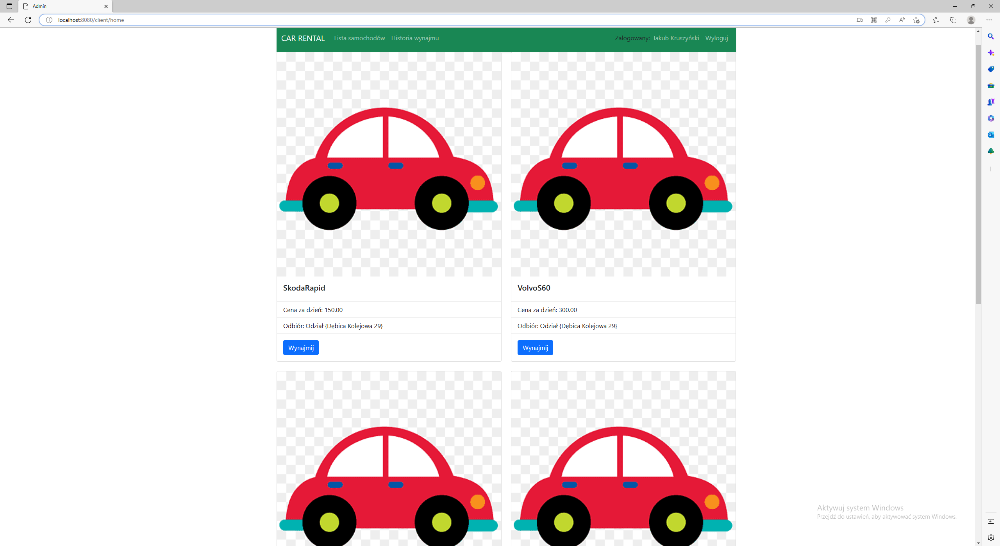 Admin
localhost:8080/client/home
CAR RENTAL Lista samochodów Historia wynajmu Zalogowany: Jakub Kruszyński Wyloguj
SkodaRapid
Cena za dzień: 150.00
Odbiór: Odział {Dębica Kolejowa 29}
Wynajmij
VolvoS60
Cena za dzień: 300.00
Odbiór: Odział {Dębica Kolejowa 29}
Wynajmij
Aktywuj system Windows
Przejdź do ustawień, aby aktywować system Windows.